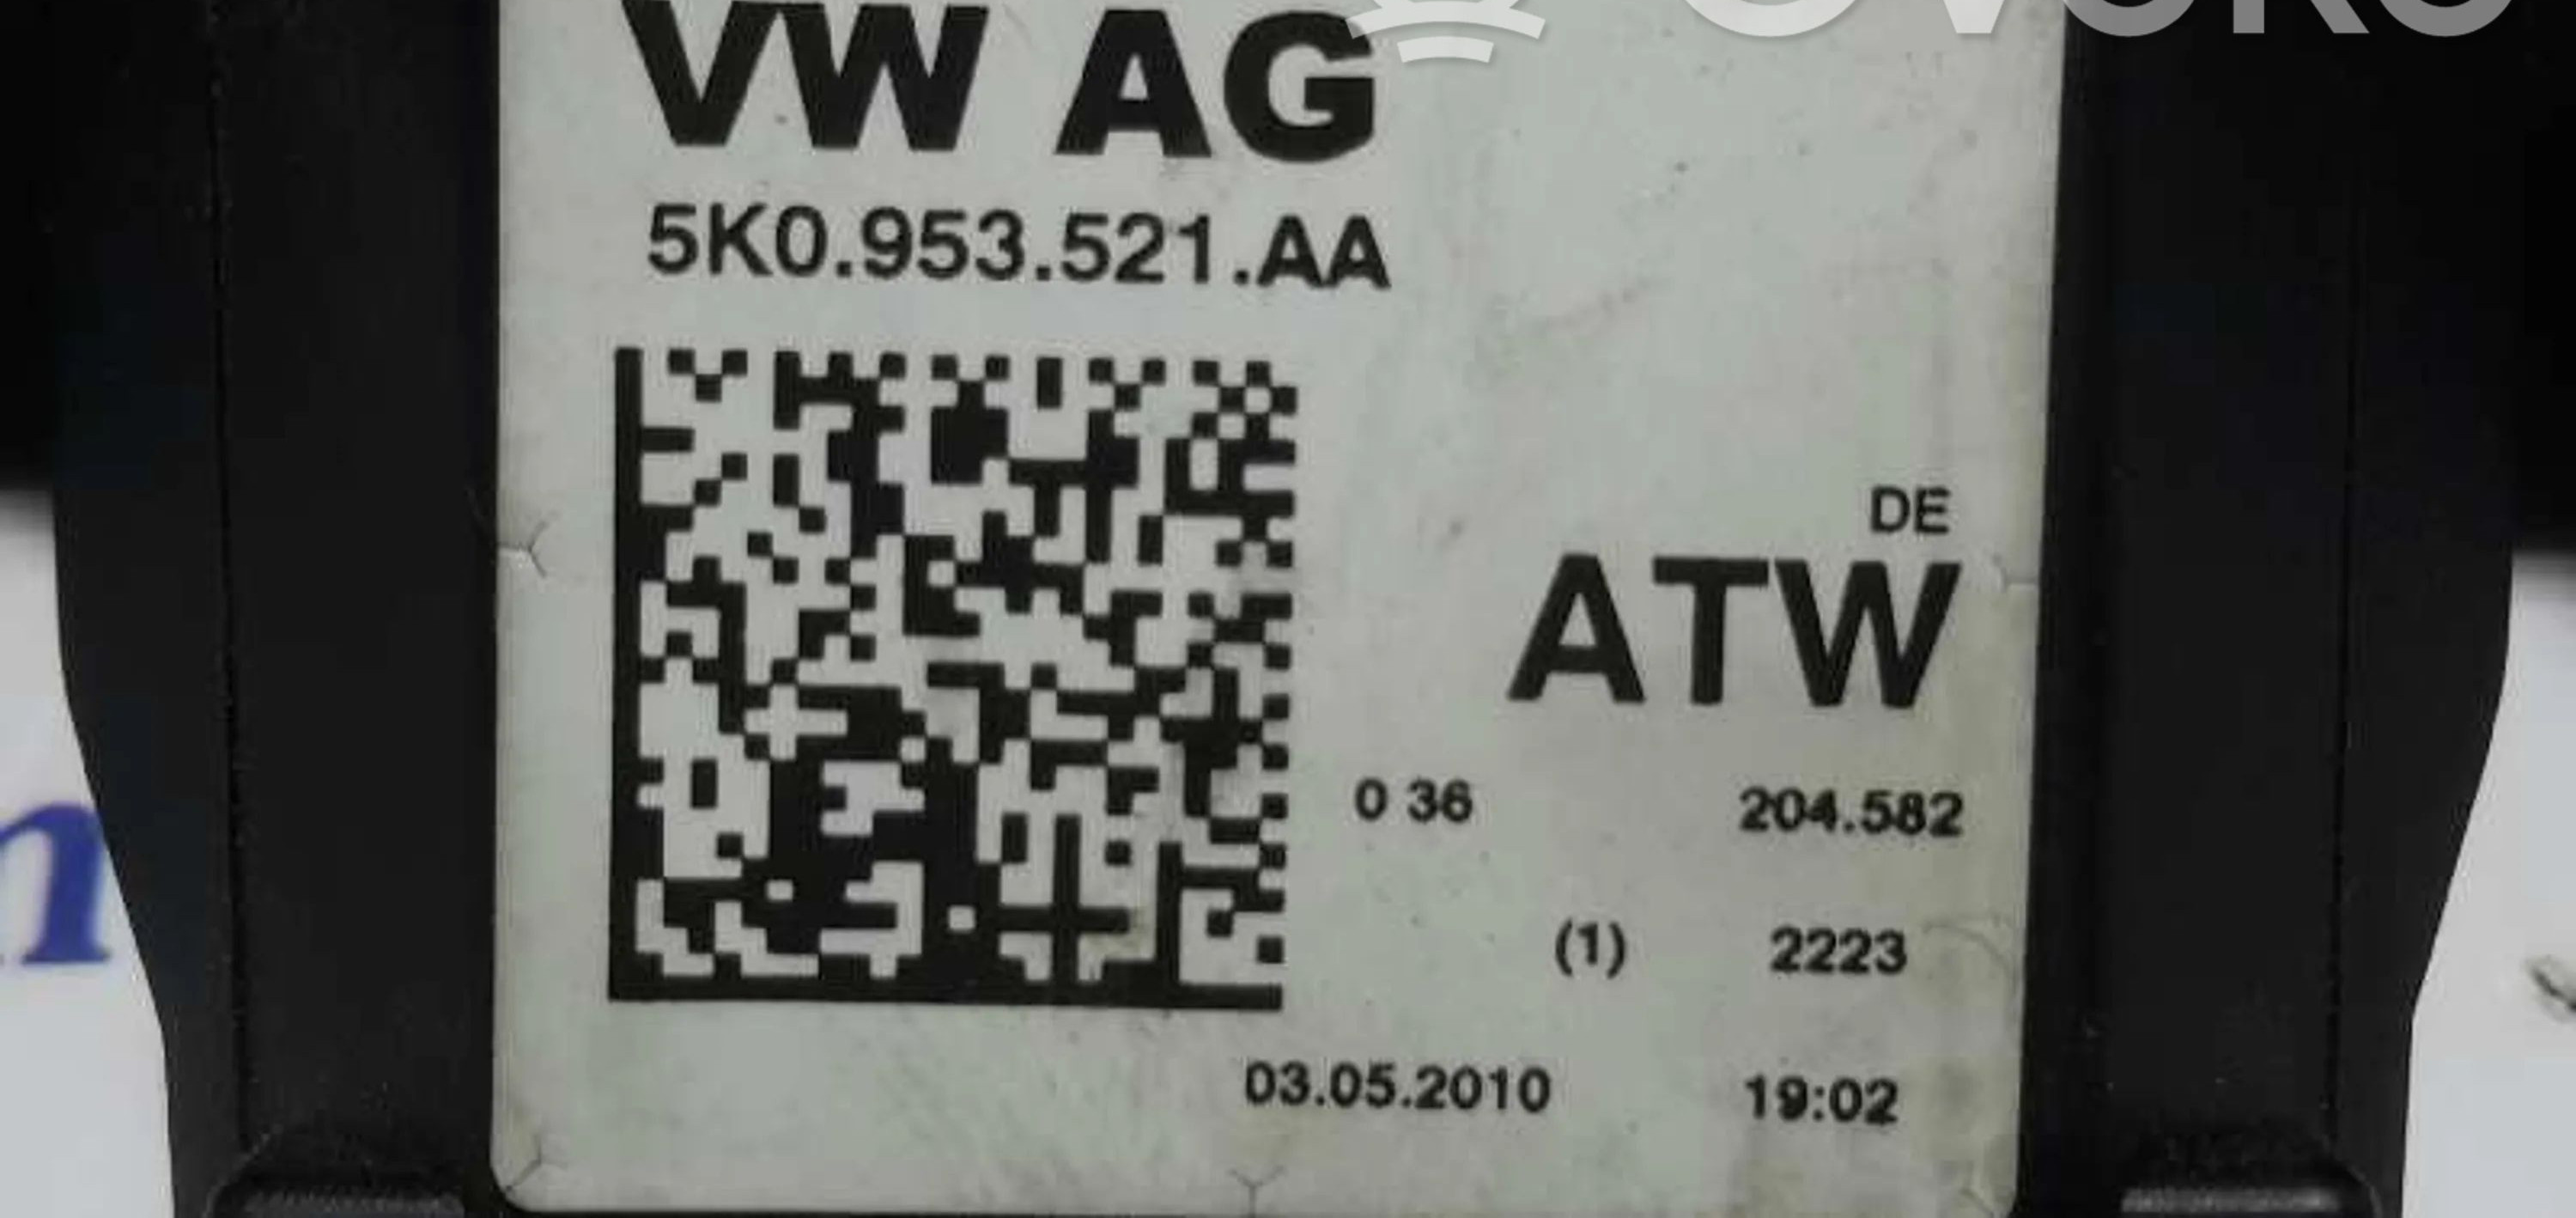 VW AG
5K0.953.521.AA
DE
ATW
0 36 204.582
(1) 2223
03.05.2010 19:02